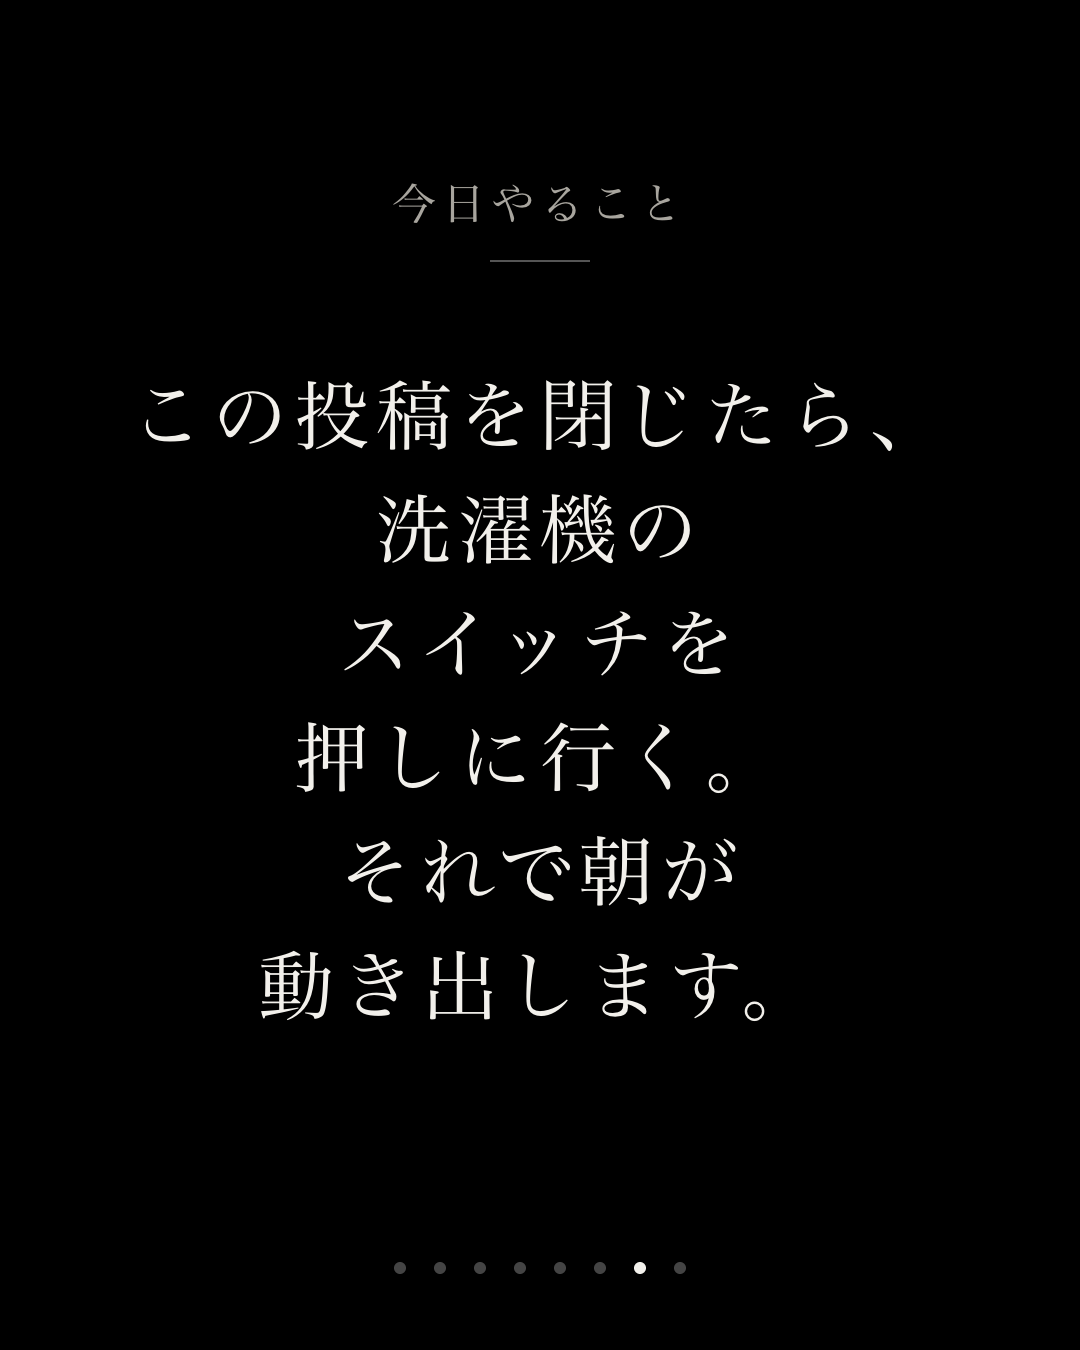 今日やること
この投稿を閉じたら、
洗濯機の
スイッチを
押しに行く。
それで朝が
動き出します。